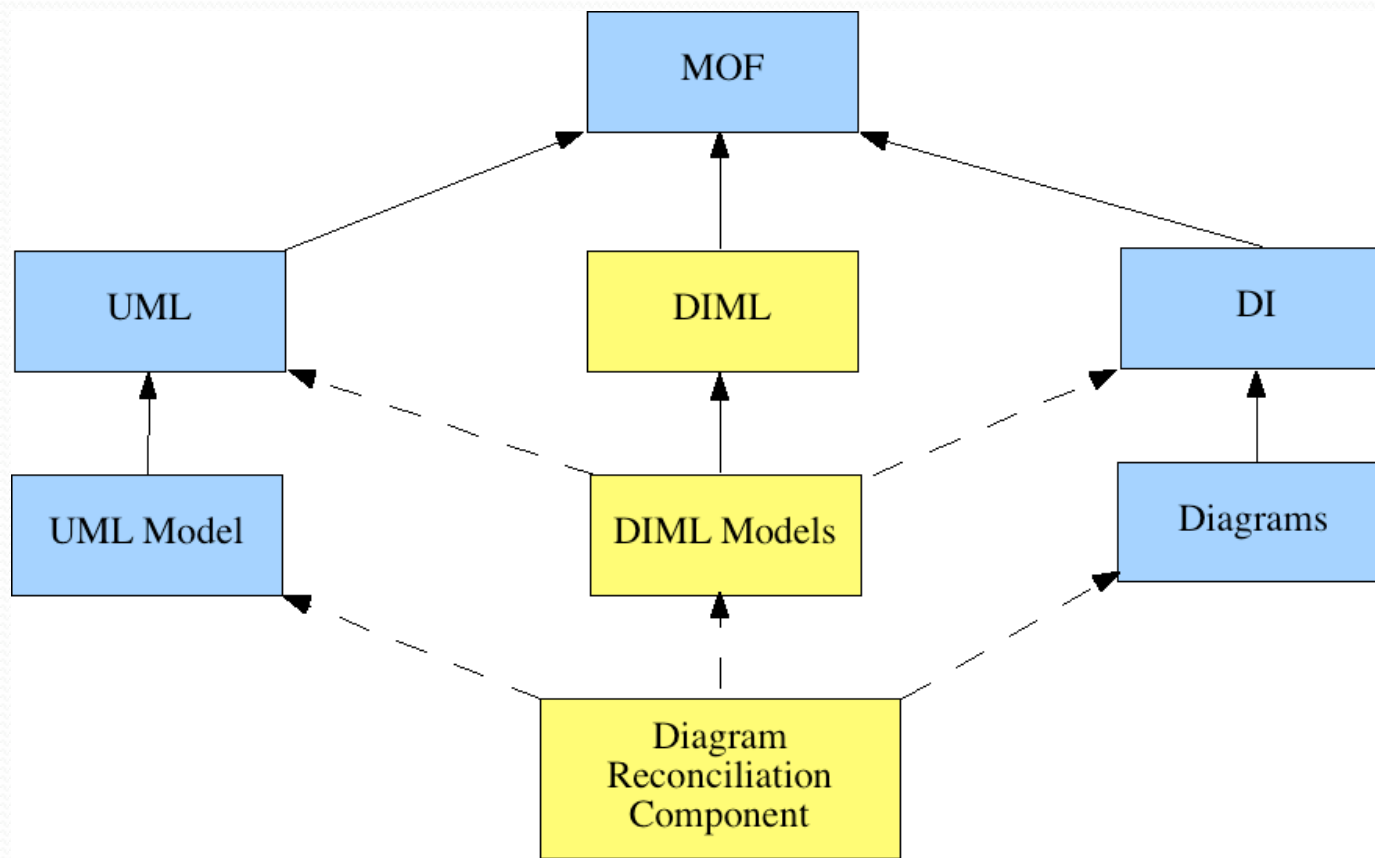 MOF
UML
DIML
DI
UML Model
DIML Models
Diagrams
Diagram
Reconciliation
Component